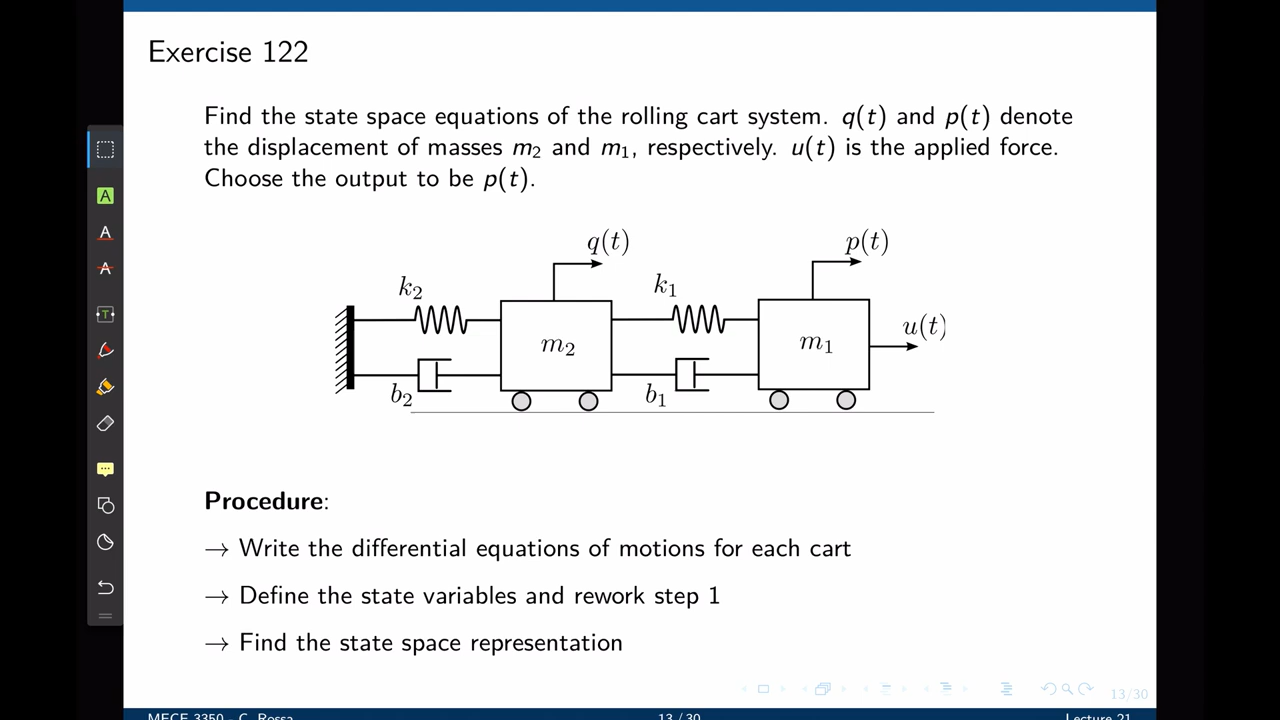 Exercise 122
Find the state space equations of the rolling cart system. q(t) and p(t) denote
the displacement of masses m₂ and m₁, respectively. u(t) is the applied force.
Choose the output to be p(t).
q(t)
p(t)
k₂
k₁
u(t)
m₂
m₁
b₂
b₁
Procedure:
→ Write the differential equations of motions for each cart
→ Define the state variables and rework step 1
→ Find the state space representation
13/30
MECE 3350 - C. Rossa
13 / 30
Lecture 21
A
A
A
T